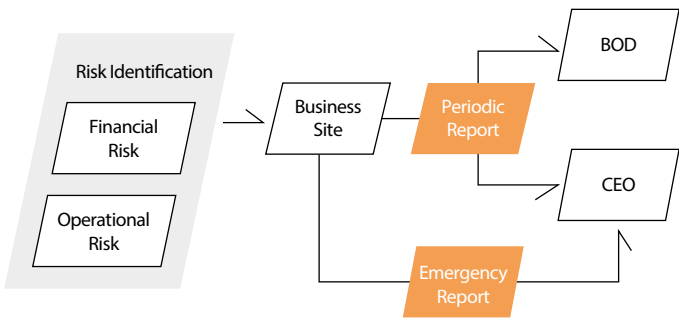 Risk Identification
Financial
Risk
Operational
Risk
Business
Site
Periodic
Report
BOD
CEO
Emergency
Report